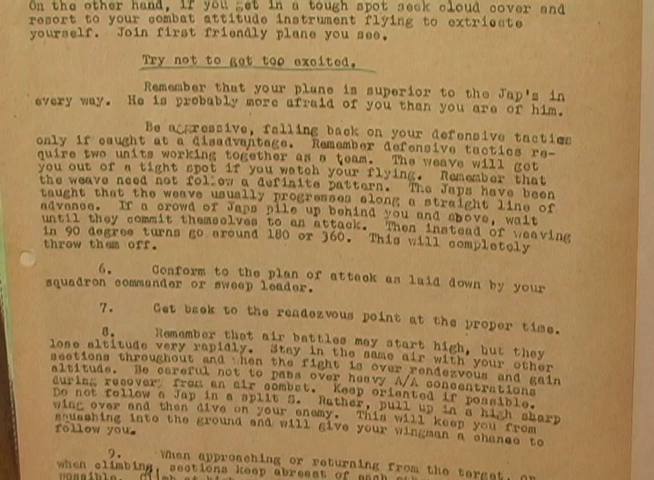 On the other hand, if you get in a tough spot seek cloud cover and
resort to your combat attitude instrument flying to extricate
yourself. Join first friendly plane you see.
Try not to get too excited.
Remember that your plane is superior to the Jap's in
every way. He is probably more afraid of you than you are of him.
Be aggressive, falling back on your defensive tactics
only if caught at a disadvantage. Remember defensive tactics re-
quire two units working together as a team. The weave will get
you out of a tight spot if you watch your flying. Remember that
the weave need not follow a definite pattern. The Japs have been
taught that the weave usually progresses along a straight line of
advance. If a crowd of Japs pile up behind you and above, wait
until they commit themselves to an attack. Then instead of weaving
in 90 degree turns go around 180 or 360. This will completely
throw them off.
6. Conform to the plan of attack as laid down by your
squadron commander or sweep leader.
7. Get back to the rendezvous point at the proper time.
8. Remember that air battles may start high, but they
lose altitude very rapidly. Stay in the same air with your other
sections throughout and when the fight is over rendezvous and gain
altitude. Be careful not to pass over heavy A/A concentrations
during recovery from an air combat. Keep oriented if possible.
Do not follow a Jap in a split S. Rather, pull up in a high sharp
wing over and then dive on your enemy. This will keep you from
squashing into the ground and will give your wingman a chance to
follow you.
9. When approaching or returning from the target, or
when climbing, sections keep abreast of each
possible.